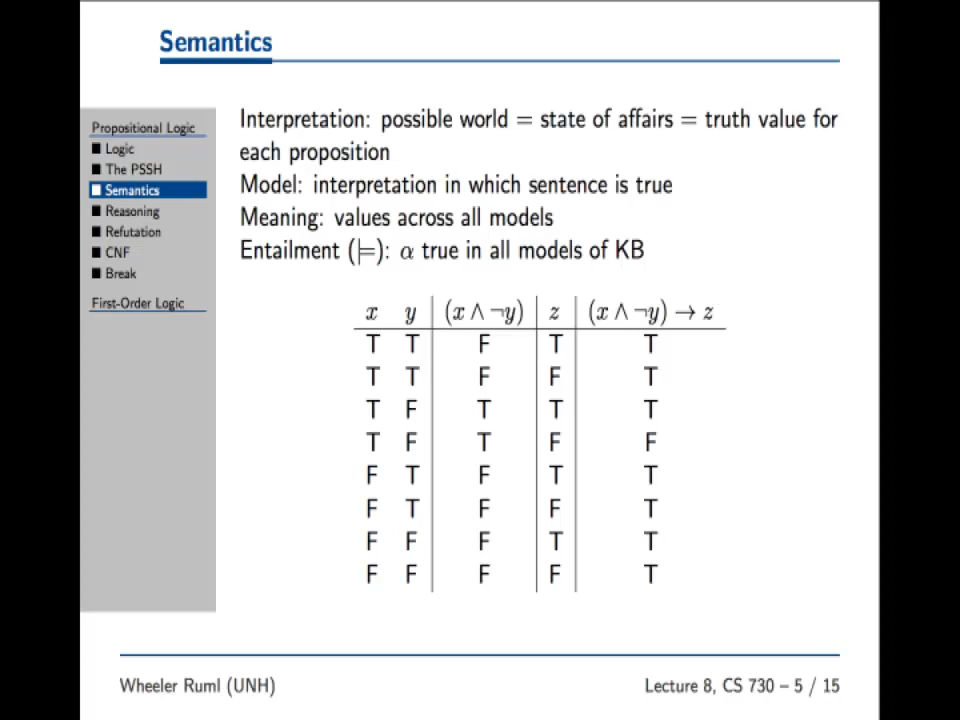 Semantics
Propositional Logic
■ Logic
■ The PSSH
■ Semantics
■ Reasoning
■ Refutation
■ CNF
■ Break
First-Order Logic
Interpretation: possible world = state of affairs = truth value for
each proposition
Model: interpretation in which sentence is true
Meaning: values across all models
Entailment (⊨): α true in all models of KB
x y (x ∧ ¬y) z (x ∧ ¬y) → z
T T F T T
T T F F T
T F T T T
T F T F F
F T F T T
F T F F T
F F F T T
F F F F T
Wheeler Ruml (UNH)
Lecture 8, CS 730 – 5 / 15